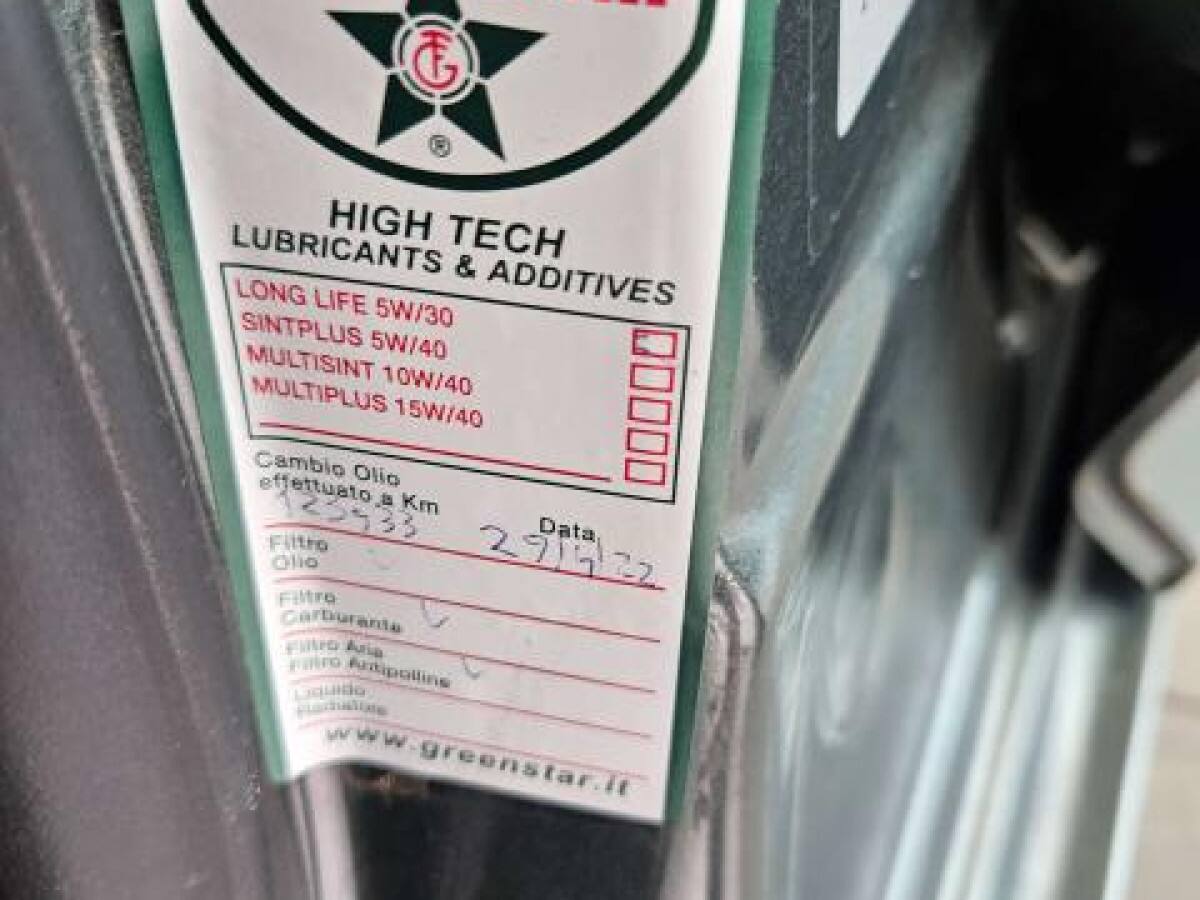 ®
HIGH TECH
LUBRICANTS & ADDITIVES
LONG LIFE 5W/30
SINTPLUS 5W/40
MULTISINT 10W/40
MULTIPLUS 15W/40
Cambio Olio
effettuato a Km
Data
Filtro
Olio
Filtro
Carburante
Filtro Aria
Filtro Antipolline
Liquido
Radiatore
www.greenstar.it